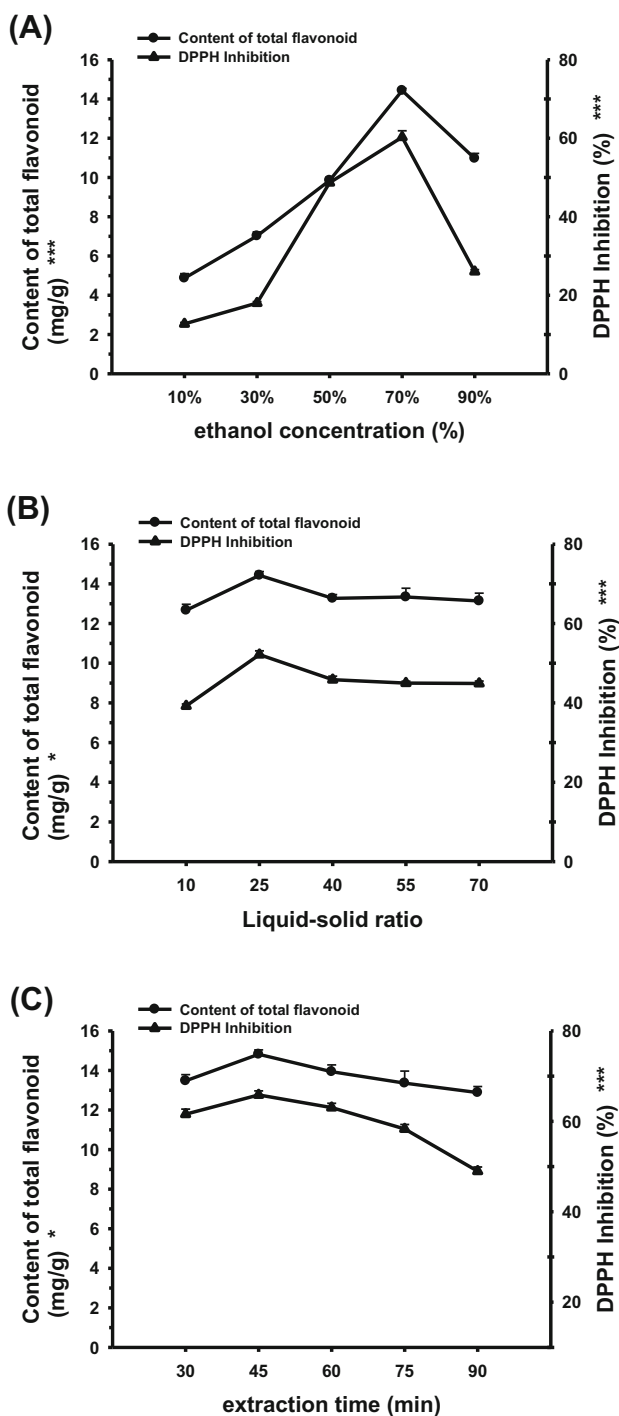 (A)
Content of total flavonoid
DPPH Inhibition
16
14
12
10
8
6
4
2
0
Content of total flavonoid
(mg/g) ***
80
60
40
20
0
DPPH Inhibition (%) ***
10% 30% 50% 70% 90%
ethanol concentration (%)
(B)
Content of total flavonoid
DPPH Inhibition
16
14
12
10
8
6
4
2
0
Content of total flavonoid
(mg/g) *
80
60
40
20
0
DPPH Inhibition (%) ***
10 25 40 55 70
Liquid-solid ratio
(C)
Content of total flavonoid
DPPH Inhibition
16
14
12
10
8
6
4
2
0
Content of total flavonoid
(mg/g) *
80
60
40
20
DPPH Inhibition (%) ***
30 45 60 75 90
extraction time (min)